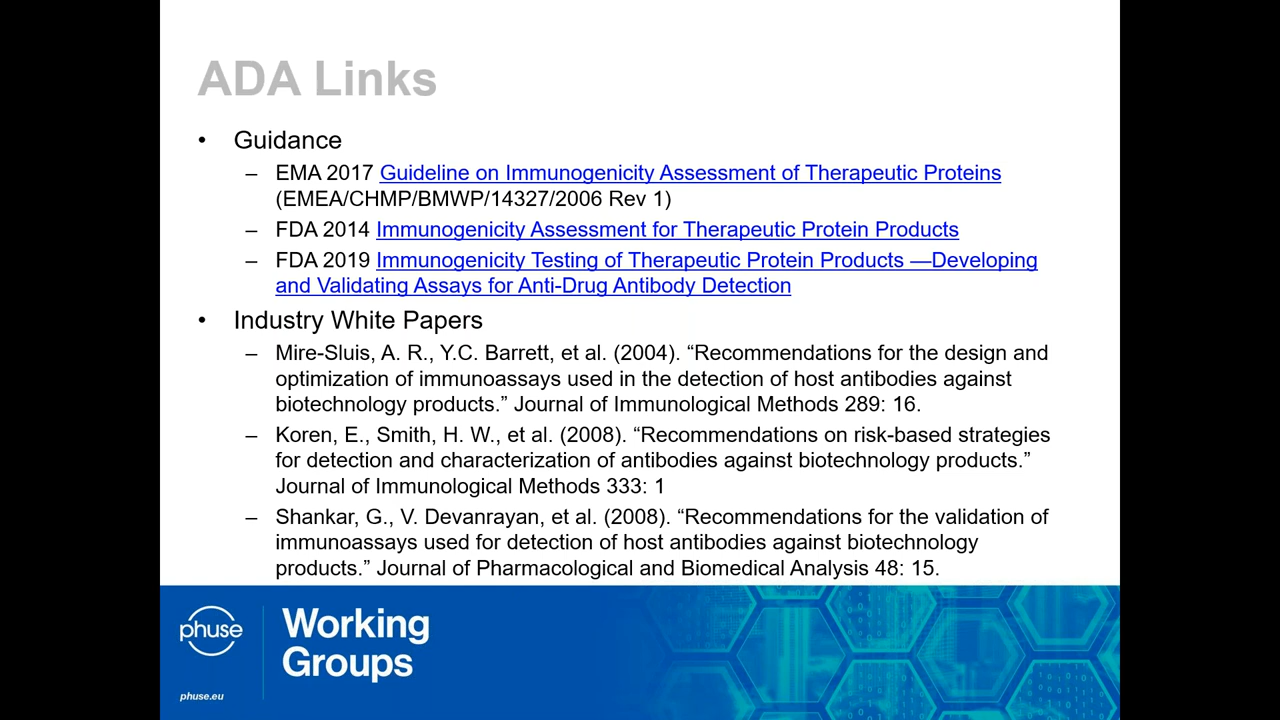 ADA Links
• Guidance
– EMA 2017 Guideline on Immunogenicity Assessment of Therapeutic Proteins
(EMEA/CHMP/BMWP/14327/2006 Rev 1)
– FDA 2014 Immunogenicity Assessment for Therapeutic Protein Products
– FDA 2019 Immunogenicity Testing of Therapeutic Protein Products —Developing
and Validating Assays for Anti-Drug Antibody Detection
• Industry White Papers
– Mire-Sluis, A. R., Y.C. Barrett, et al. (2004). “Recommendations for the design and
optimization of immunoassays used in the detection of host antibodies against
biotechnology products.” Journal of Immunological Methods 289: 16.
– Koren, E., Smith, H. W., et al. (2008). “Recommendations on risk-based strategies
for detection and characterization of antibodies against biotechnology products.”
Journal of Immunological Methods 333: 1
– Shankar, G., V. Devanrayan, et al. (2008). “Recommendations for the validation of
immunoassays used for detection of host antibodies against biotechnology
products.” Journal of Pharmacological and Biomedical Analysis 48: 15.
phuse
Working
Groups
phuse.eu